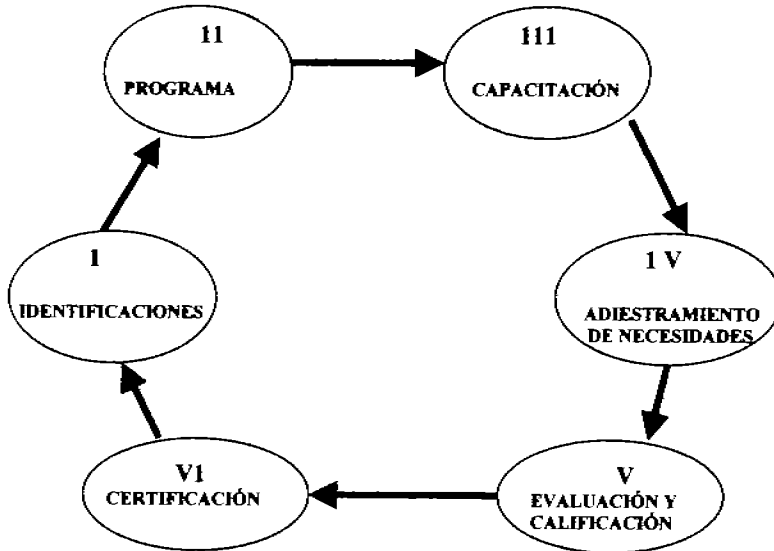 11
PROGRAMA
111
CAPACITACIÓN
1
IDENTIFICACIONES
1 V
ADIESTRAMIENTO
DE NECESIDADES
V1
CERTIFICACIÓN
V
EVALUACIÓN Y
CALIFICACIÓN